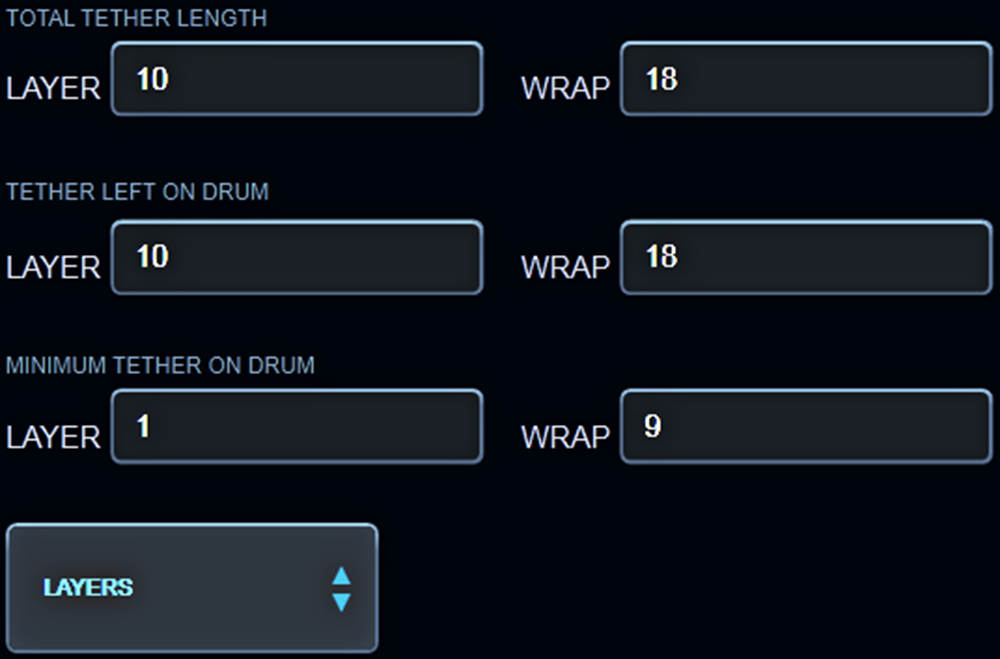 TOTAL TETHER LENGTH
LAYER 10 WRAP 18
TETHER LEFT ON DRUM
LAYER 10 WRAP 18
MINIMUM TETHER ON DRUM
LAYER 1 WRAP 9
LAYERS